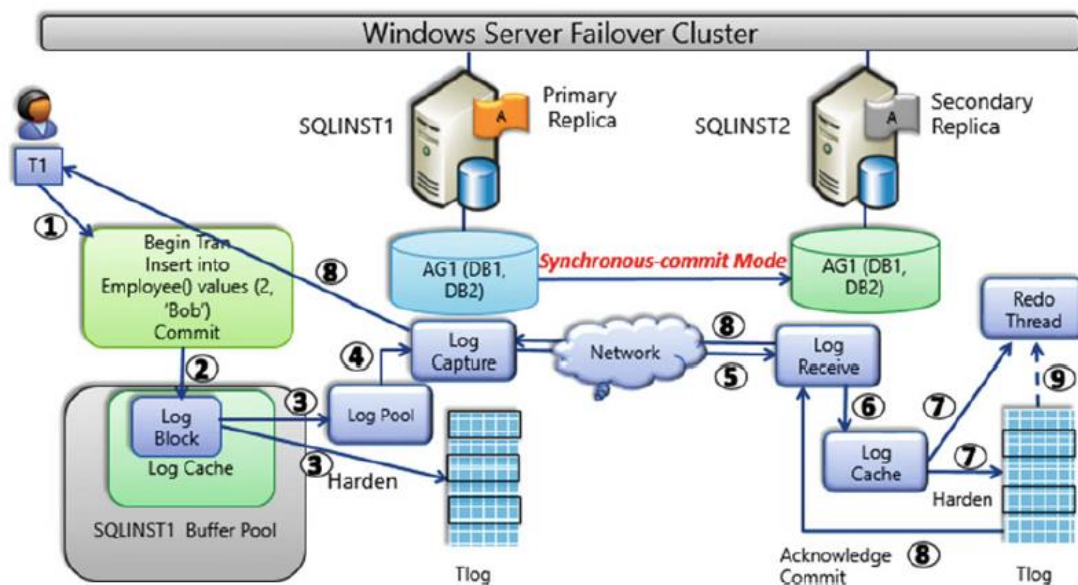 Windows Server Failover Cluster
SQLINST1
Primary
Replica
A
SQLINST2
Secondary
Replica
A
T1
1
Begin Tran
Insert into
Employee() values (2,
'Bob')
Commit
8
AG1 (DB1,
DB2)
Synchronous-commit Mode
AG1 (DB1,
DB2)
Redo
Thread
2
4
Log
Capture
Network
8
5
Log
Receive
9
Log
Block
Log Cache
3
3
Harden
Log Pool
6
7
7
Log
Cache
Harden
SQLINST1 Buffer Pool
Tlog
Acknowledge
Commit
8
Tlog